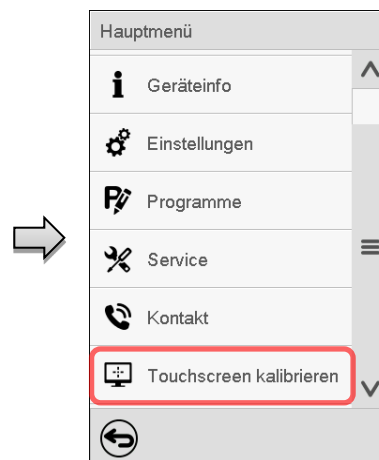 Hauptmenü
Geräteinfo
Einstellungen
Programme
Service
Kontakt
Touchscreen kalibrieren